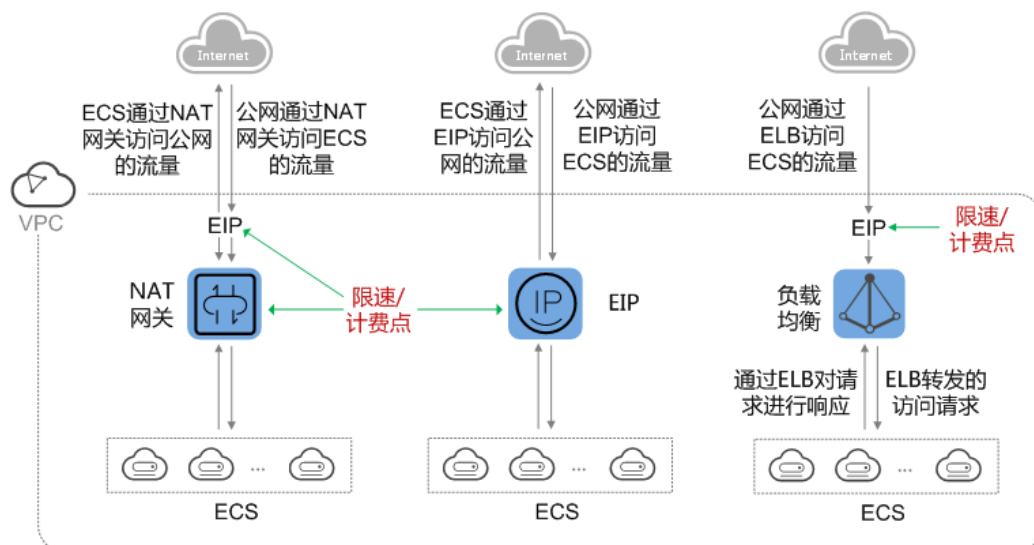 Internet
Internet
Internet
ECS通过NAT
网关访问公网
的流量
公网通过NAT
网关访问ECS
的流量
ECS通过
EIP访问公
网的流量
公网通过
EIP访问
ECS的流量
公网通过
ELB访问
ECS的流量
VPC
EIP
EIP
限速/
计费点
NAT
网关
限速/
计费点
IP
EIP
负载
均衡
通过ELB对请
求进行响应
ELB转发的
访问请求
...
...
...
ECS
ECS
ECS